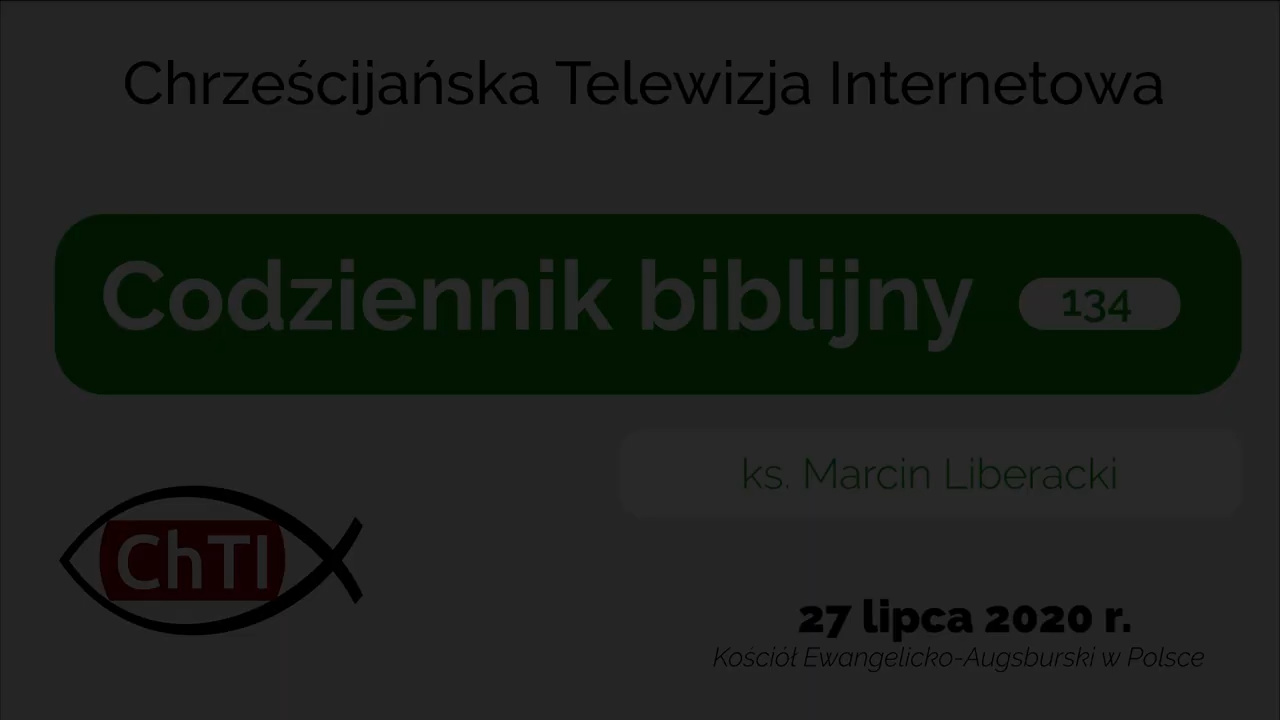 Chrześcijańska Telewizja Internetowa
Codziennik biblijny 134
ks. Marcin Liberacki
ChTI
27 lipca 2020 r.
Kościół Ewangelicko-Augsburski w Polsce